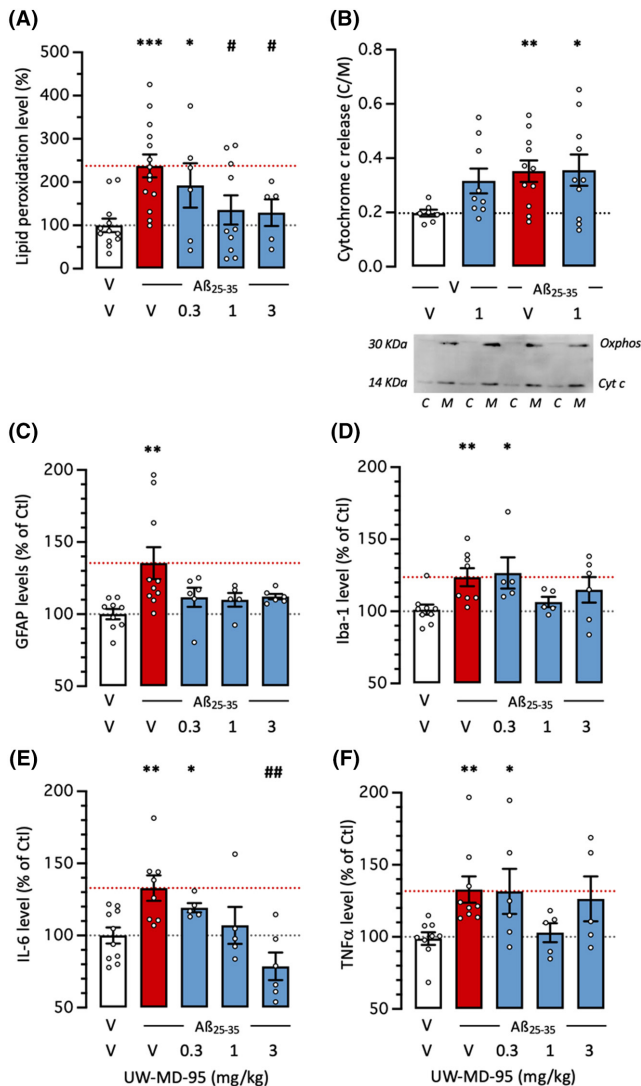 (A)
*** * # #
Lipid peroxidation level (%)
500
400
300
200
100
0
V
Aß25-35
V V 0.3 1 3
(B)
** *
Cytochrome c release (C/M)
0.8
0.6
0.4
0.2
0.0
V Aß25-35
V 1 V 1
30 KDa Oxphos
14 KDa Cyt c
C M C M C M C M
(C)
**
GFAP levels (% of Ctl)
200
150
100
50
V
Aß25-35
V V 0.3 1 3
(D)
** *
Iba-1 level (% of Ctl)
200
150
100
50
V
Aß25-35
V V 0.3 1 3
(E)
** * ##
IL-6 level (% of Ctl)
200
150
100
50
V
Aß25-35
V V 0.3 1 3
UW-MD-95 (mg/kg)
(F)
** *
TNFα level (% of Ctl)
200
150
100
50
V
Aß25-35
V V 0.3 1 3
UW-MD-95 (mg/kg)